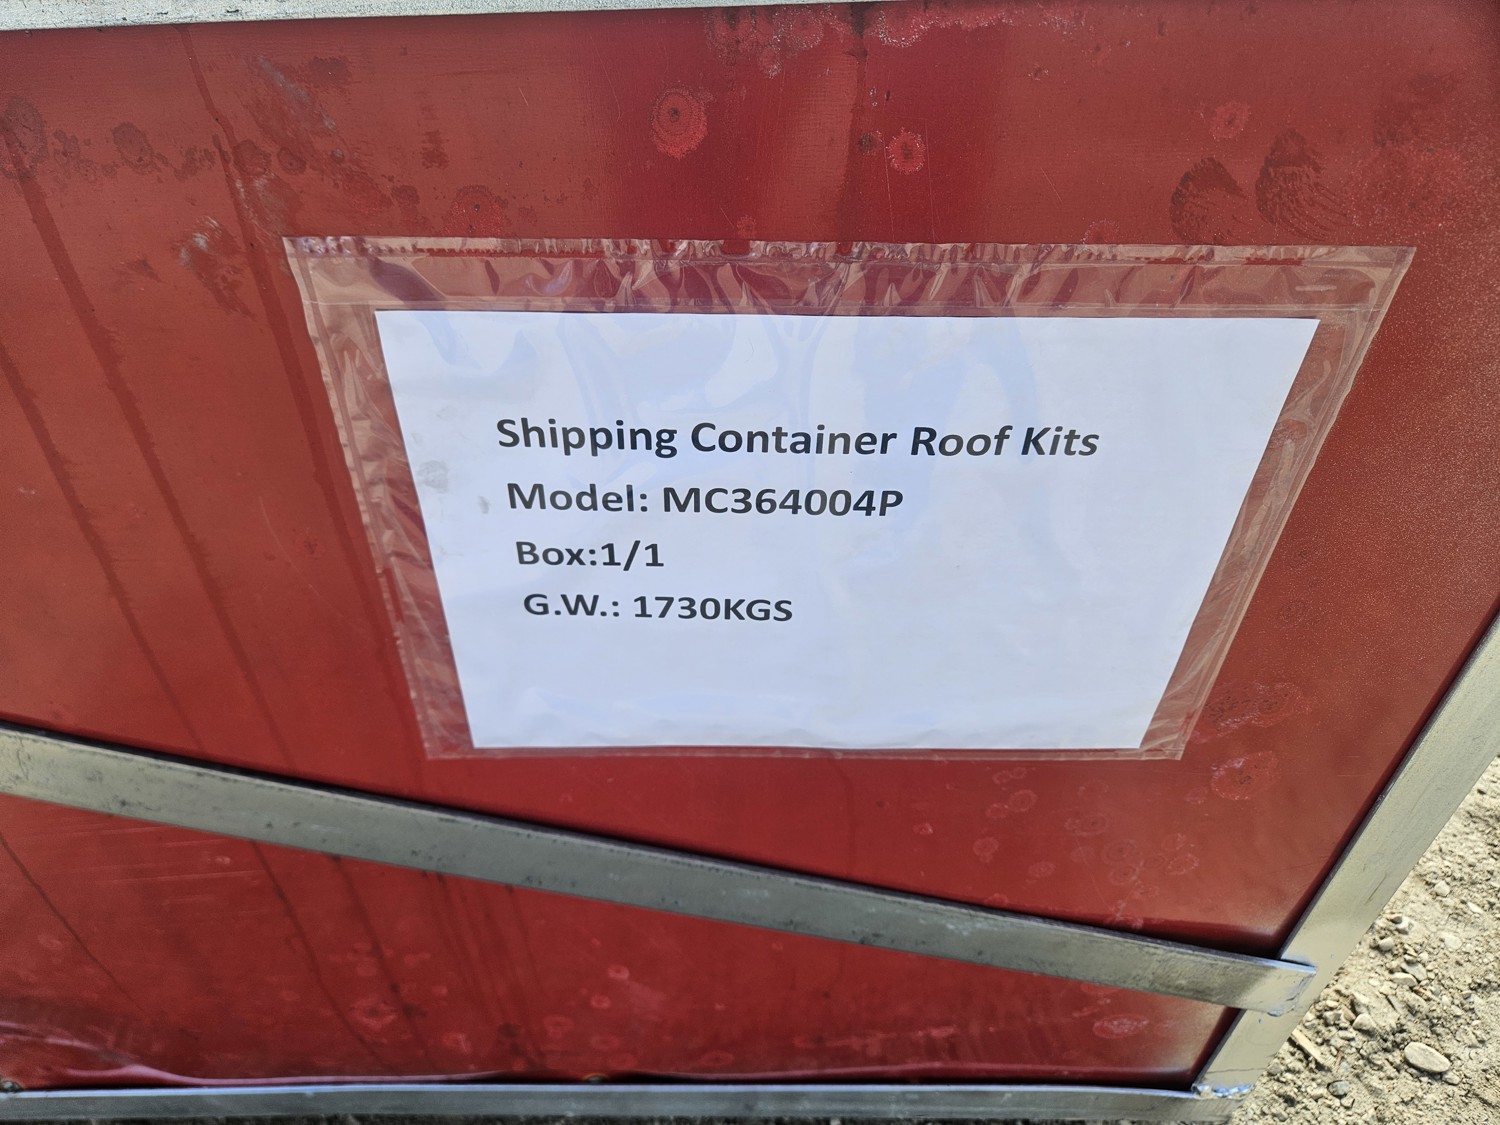 Shipping Container Roof Kits
Model: MC364004P
Box:1/1
G.W.: 1730KGS